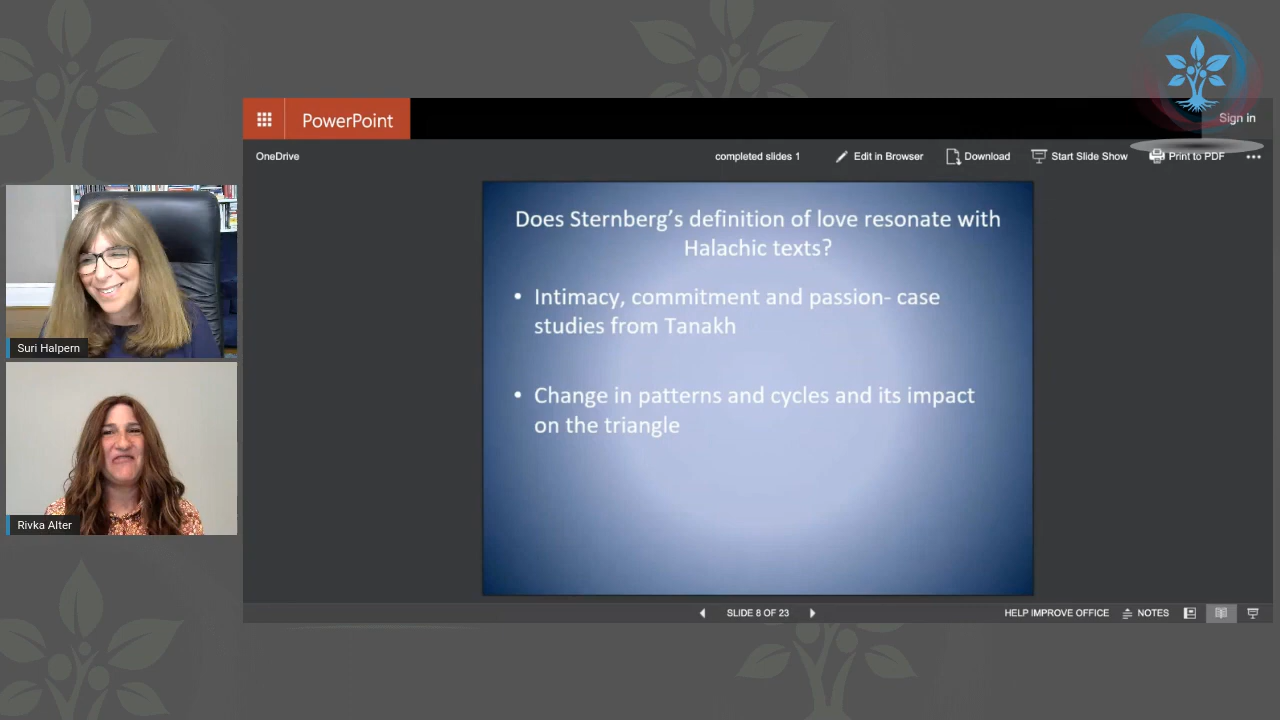 PowerPoint
Sign in
OneDrive
completed slides 1
Edit in Browser
Download
Start Slide Show
Print to PDF
Does Sternberg's definition of love resonate with
Halachic texts?
• Intimacy, commitment and passion- case
studies from Tanakh
• Change in patterns and cycles and its impact
on the triangle
Suri Halpern
Rivka Alter
SLIDE 8 OF 23
HELP IMPROVE OFFICE
NOTES